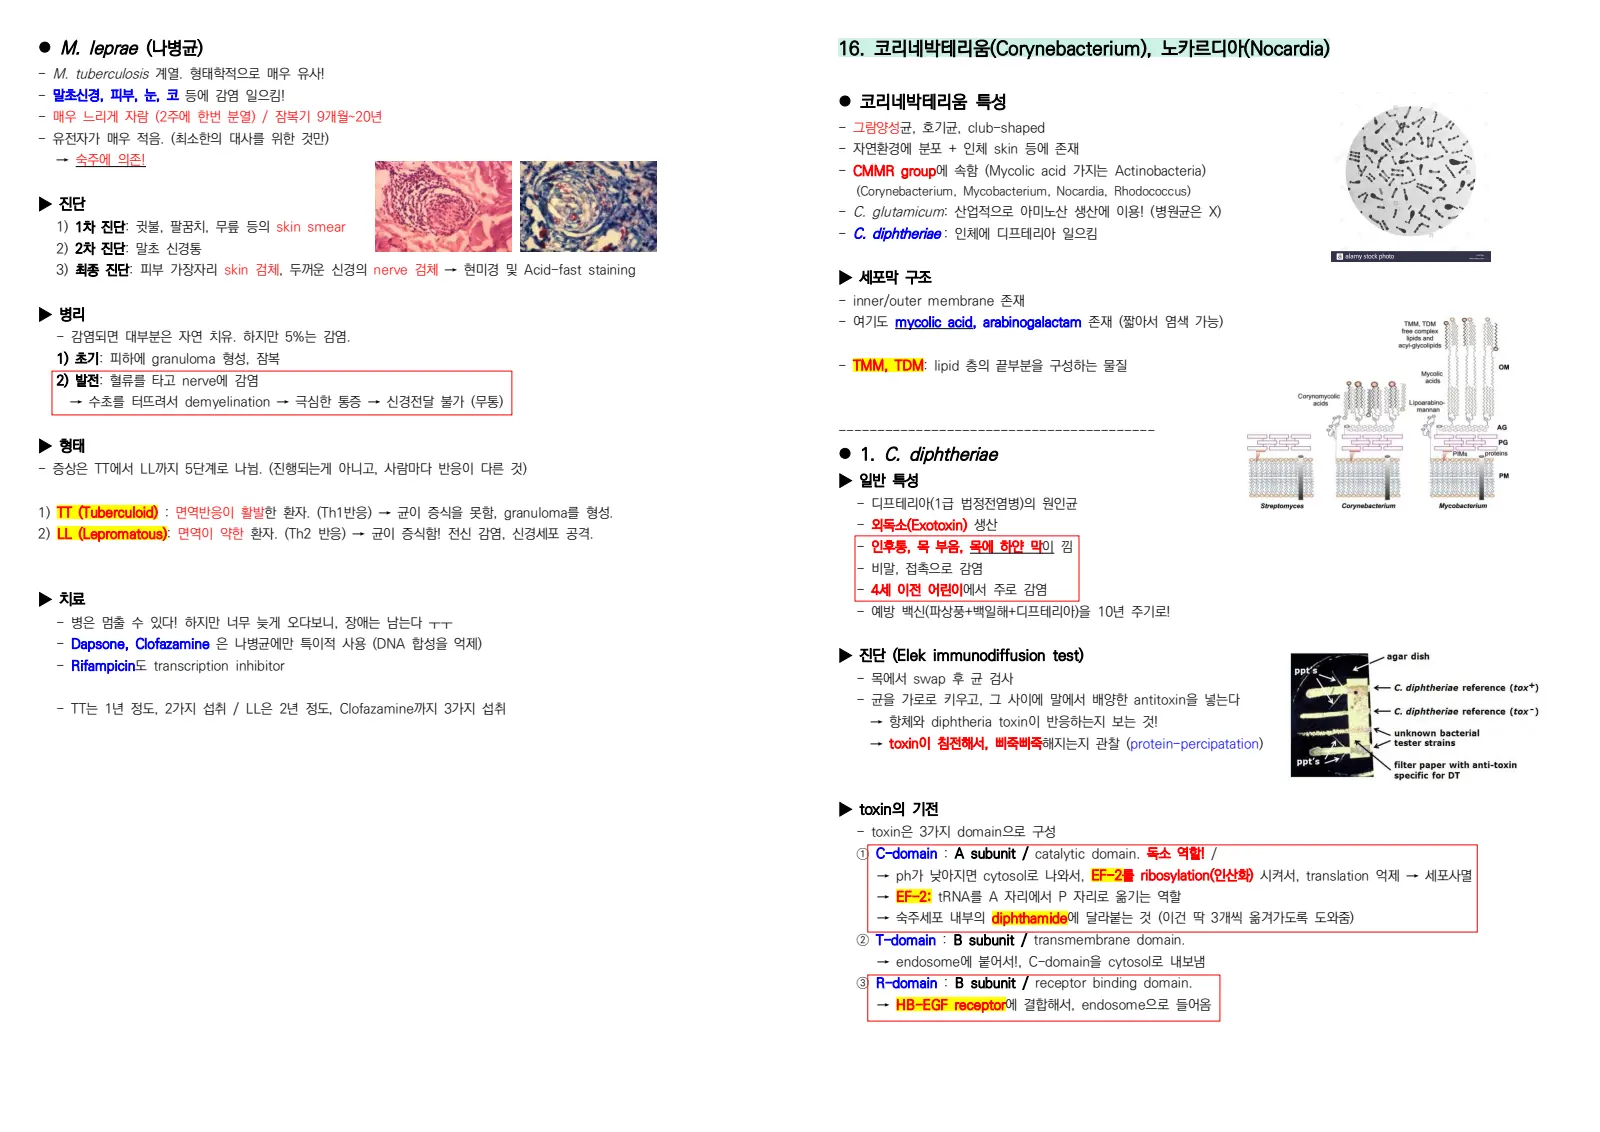 ● M. leprae (나병균)
- M. tuberculosis 계열. 형태학적으로 매우 유사!
- 말초신경, 피부, 눈, 코 등에 감염 일으킴!
- 매우 느리게 자람 (2주에 한번 분열) / 잠복기 9개월~20년
- 유전자가 매우 적음. (최소한의 대사를 위한 것만)
→ 숙주에 의존!
▶ 진단
1) 1차 진단: 귓불, 팔꿈치, 무릎 등의 skin smear
2) 2차 진단: 말초 신경통
3) 최종 진단: 피부 가장자리 skin 검체, 두꺼운 신경의 nerve 검체 → 현미경 및 Acid-fast staining
▶ 병리
- 감염되면 대부분은 자연 치유. 하지만 5%는 감염.
1) 초기: 피하에 granuloma 형성, 잠복
2) 발전: 혈류를 타고 nerve에 감염
→ 수초를 터뜨려서 demyelination → 극심한 통증 → 신경전달 불가 (무통)
▶ 형태
- 증상은 TT에서 LL까지 5단계로 나뉨. (진행되는게 아니고, 사람마다 반응이 다른 것)
1) TT (Tuberculoid) : 면역반응이 활발한 환자. (Th1반응) → 균이 증식을 못함, granuloma를 형성.
2) LL (Lepromatous): 면역이 약한 환자. (Th2 반응) → 균이 증식함! 전신 감염, 신경세포 공격.
▶ 치료
- 병은 멈출 수 있다! 하지만 너무 늦게 오다보니, 장애는 남는다 ㅜㅜ
- Dapsone, Clofazamine 은 나병균에만 특이적 사용 (DNA 합성을 억제)
- Rifampicin도 transcription inhibitor
- TT는 1년 정도, 2가지 섭취 / LL은 2년 정도, Clofazamine까지 3가지 섭취
16. 코리네박테리움(Corynebacterium), 노카르디아(Nocardia)
● 코리네박테리움 특성
- 그람양성균, 호기균, club-shaped
- 자연환경에 분포 + 인체 skin 등에 존재
- CMMR group에 속함 (Mycolic acid 가지는 Actinobacteria)
(Corynebacterium, Mycobacterium, Nocardia, Rhodococcus)
- C. glutamicum: 산업적으로 아미노산 생산에 이용! (병원균은 X)
- C. diphtheriae : 인체에 디프테리아 일으킴
a alamy stock photo
▶ 세포막 구조
- inner/outer membrane 존재
- 여기도 mycolic acid, arabinogalactam 존재 (짧아서 염색 가능)
- TMM, TDM: lipid 층의 끝부분을 구성하는 물질
TMM, TDM
free complex
lipids and
acyl-glycolipids
OM
Mycolic
acids
Corynomycolic
acids
Lipoarabino-
mannan
AG
PG
PIMs
proteins
PM
Streptomyces Corynebacterium Mycobacterium
-----------------------------------------
● 1. C. diphtheriae
▶ 일반 특성
- 디프테리아(1급 법정전염병)의 원인균
- 외독소(Exotoxin) 생산
- 인후통, 목 부음, 목에 하얀 막이 낌
- 비말, 접촉으로 감염
- 4세 이전 어린이에서 주로 감염
- 예방 백신(파상풍+백일해+디프테리아)을 10년 주기로!
▶ 진단 (Elek immunodiffusion test)
- 목에서 swap 후 균 검사
- 균을 가로로 키우고, 그 사이에 말에서 배양한 antitoxin을 넣는다
→ 항체와 diphtheria toxin이 반응하는지 보는 것!
→ toxin이 침전해서, 삐죽삐죽해지는지 관찰 (protein-percipatation)
ppt's
agar dish
C. diphtheriae reference (tox+)
C. diphtheriae reference (tox-)
unknown bacterial
tester strains
ppt's
filter paper with anti-toxin
specific for DT
▶ toxin의 기전
- toxin은 3가지 domain으로 구성
① C-domain : A subunit / catalytic domain. 독소 역할! /
→ ph가 낮아지면 cytosol로 나와서, EF-2를 ribosylation(인산화) 시켜서, translation 억제 → 세포사멸
→ EF-2: tRNA를 A 자리에서 P 자리로 옮기는 역할
→ 숙주세포 내부의 diphthamide에 달라붙는 것 (이건 딱 3개씩 옮겨가도록 도와줌)
② T-domain : B subunit / transmembrane domain.
→ endosome에 붙어서!, C-domain을 cytosol로 내보냄
③ R-domain : B subunit / receptor binding domain.
→ HB-EGF receptor에 결합해서, endosome으로 들어옴